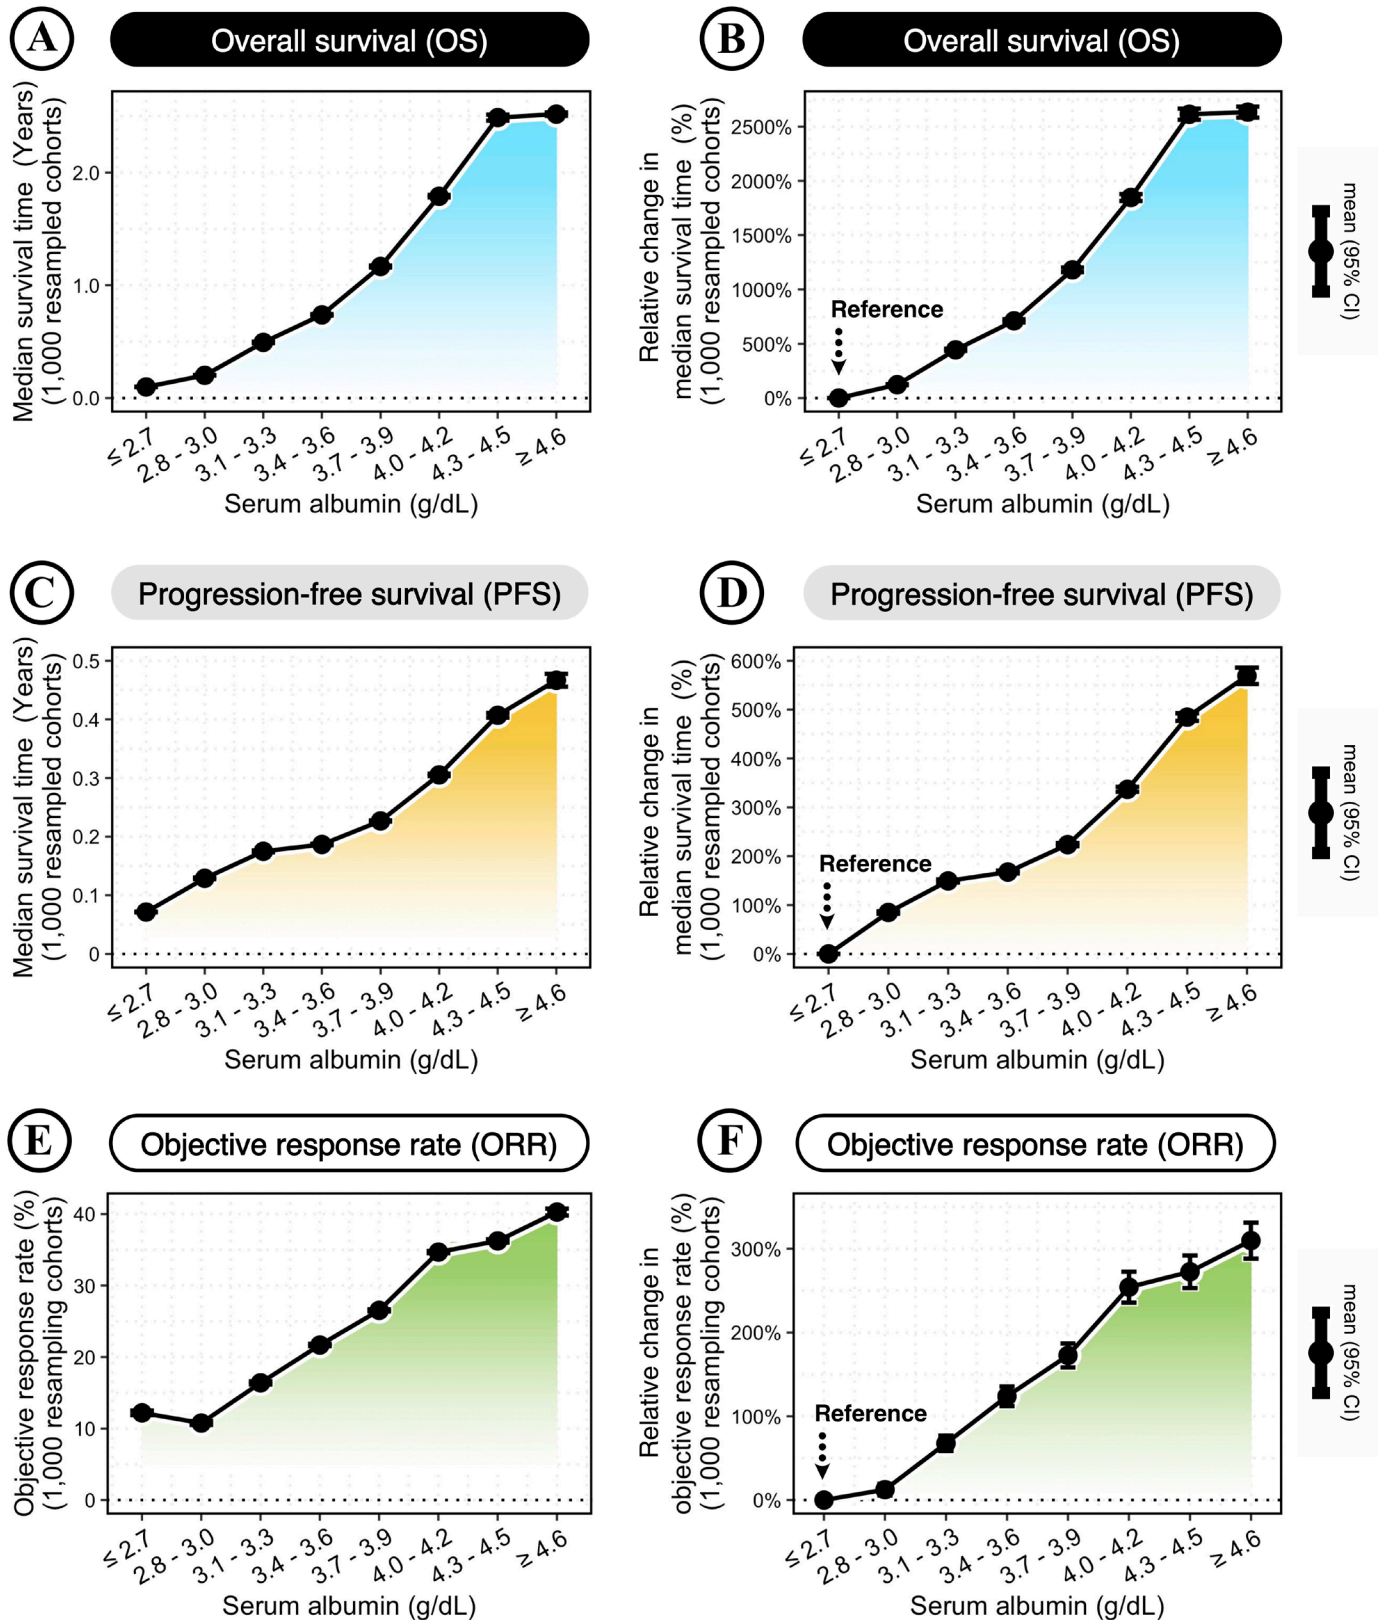 A
Overall survival (OS)
Median survival time (Years)
(1,000 resampled cohorts)
2.0
1.0
0.0
≤ 2.7
2.8 - 3.0
3.1 - 3.3
3.4 - 3.6
3.7 - 3.9
4.0 - 4.2
4.3 - 4.5
≥ 4.6
Serum albumin (g/dL)
B
Overall survival (OS)
Relative change in
median survival time (%)
(1,000 resampled cohorts)
2500%
2000%
1500%
1000%
500%
0%
Reference
≤ 2.7
2.8 - 3.0
3.1 - 3.3
3.4 - 3.6
3.7 - 3.9
4.0 - 4.2
4.3 - 4.5
≥ 4.6
Serum albumin (g/dL)
mean (95% CI)
C
Progression-free survival (PFS)
Median survival time (Years)
(1,000 resampled cohorts)
0.5
0.4
0.3
0.2
0.1
0
≤ 2.7
2.8 - 3.0
3.1 - 3.3
3.4 - 3.6
3.7 - 3.9
4.0 - 4.2
4.3 - 4.5
≥ 4.6
Serum albumin (g/dL)
D
Progression-free survival (PFS)
Relative change in
median survival time (%)
(1,000 resampled cohorts)
600%
500%
400%
300%
200%
100%
0%
Reference
≤ 2.7
2.8 - 3.0
3.1 - 3.3
3.4 - 3.6
3.7 - 3.9
4.0 - 4.2
4.3 - 4.5
≥ 4.6
Serum albumin (g/dL)
mean (95% CI)
E
Objective response rate (ORR)
Objective response rate (%)
(1,000 resampling cohorts)
40
30
20
10
0
≤ 2.7
2.8 - 3.0
3.1 - 3.3
3.4 - 3.6
3.7 - 3.9
4.0 - 4.2
4.3 - 4.5
≥ 4.6
Serum albumin (g/dL)
F
Objective response rate (ORR)
Relative change in
objective response rate (%)
(1,000 resampling cohorts)
300%
200%
100%
0%
Reference
≤ 2.7
2.8 - 3.0
3.1 - 3.3
3.4 - 3.6
3.7 - 3.9
4.0 - 4.2
4.3 - 4.5
≥ 4.6
Serum albumin (g/dL)
mean (95% CI)